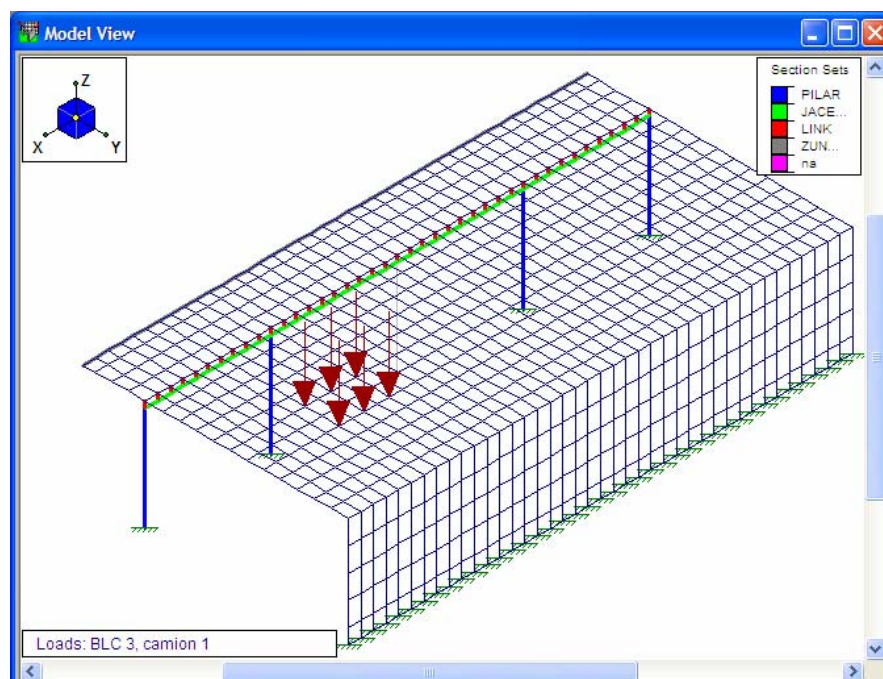 Model View
Z
X
Y
Section Sets
PILAR
JACE...
LINK
ZUN...
na
Loads: BLC 3, camion 1